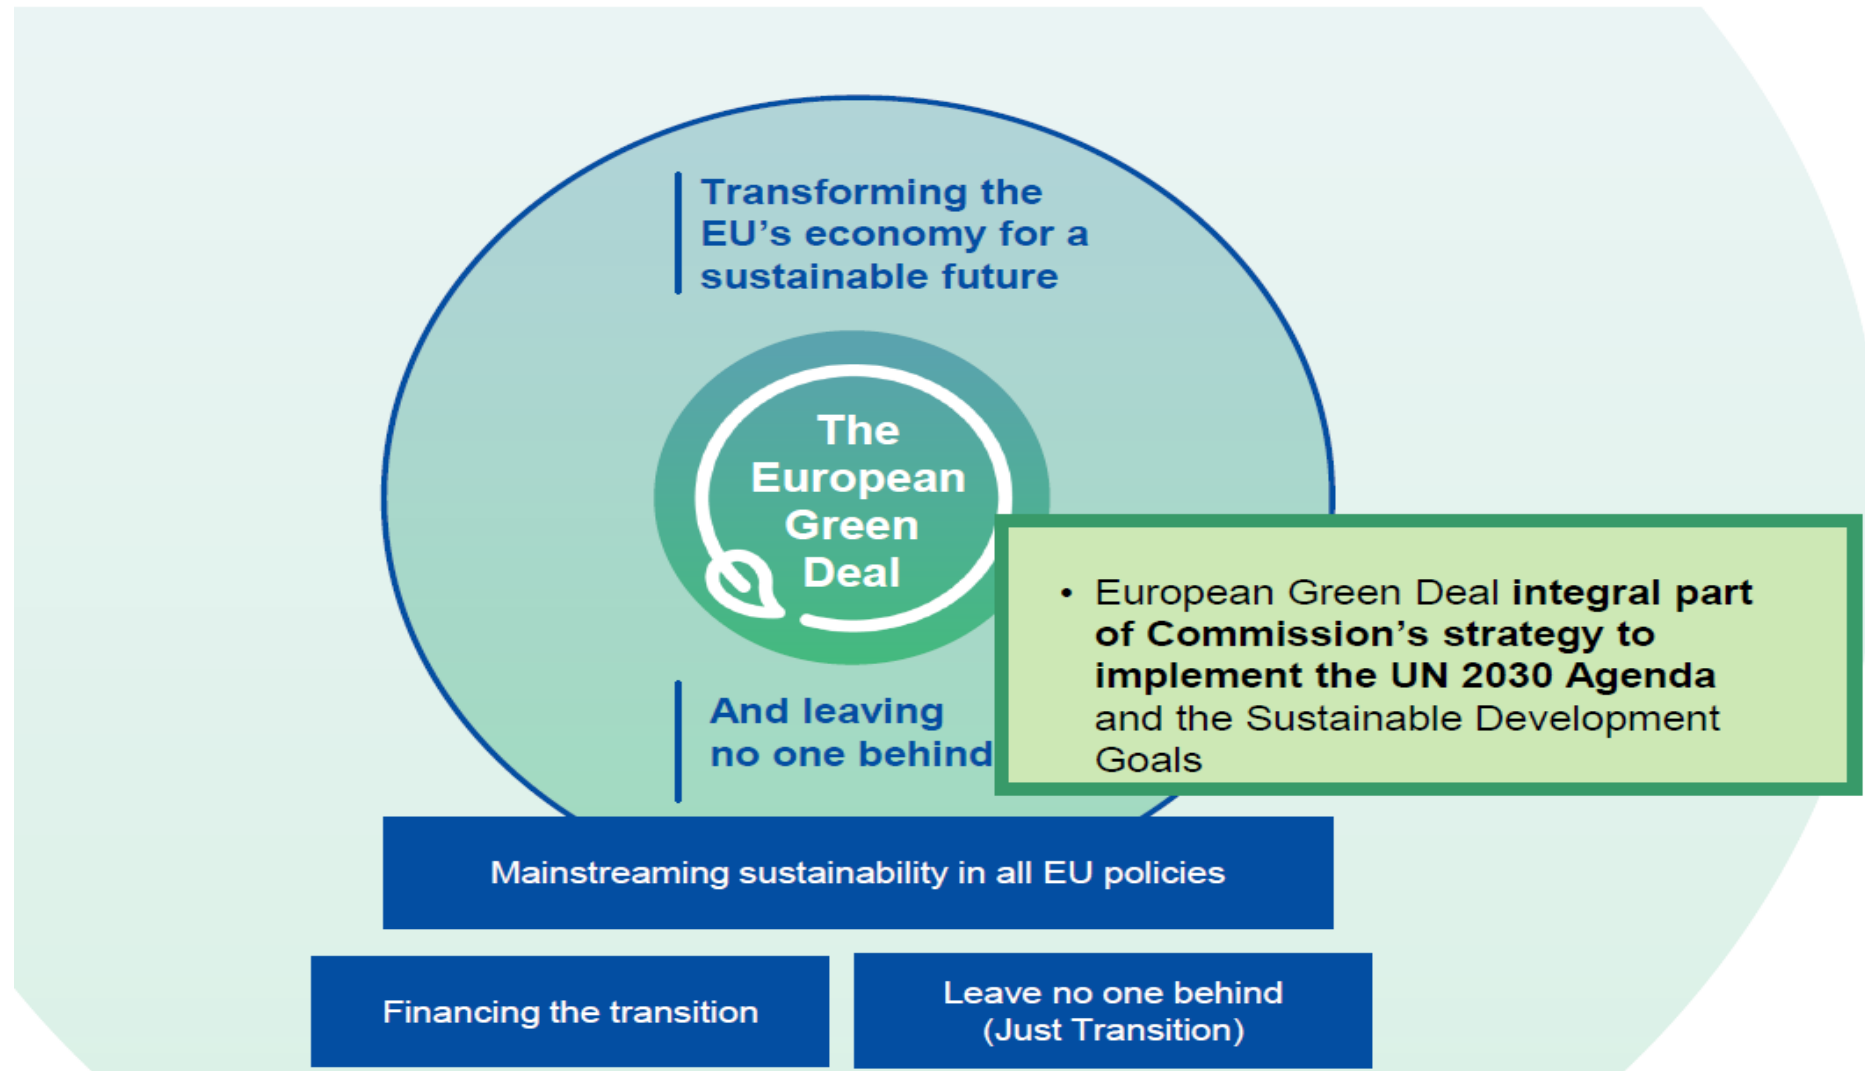 Transforming the
EU’s economy for a
sustainable future
The
European
Green
Deal
• European Green Deal integral part
of Commission’s strategy to
implement the UN 2030 Agenda
and the Sustainable Development
Goals
And leaving
no one behind
Mainstreaming sustainability in all EU policies
Financing the transition
Leave no one behind
(Just Transition)